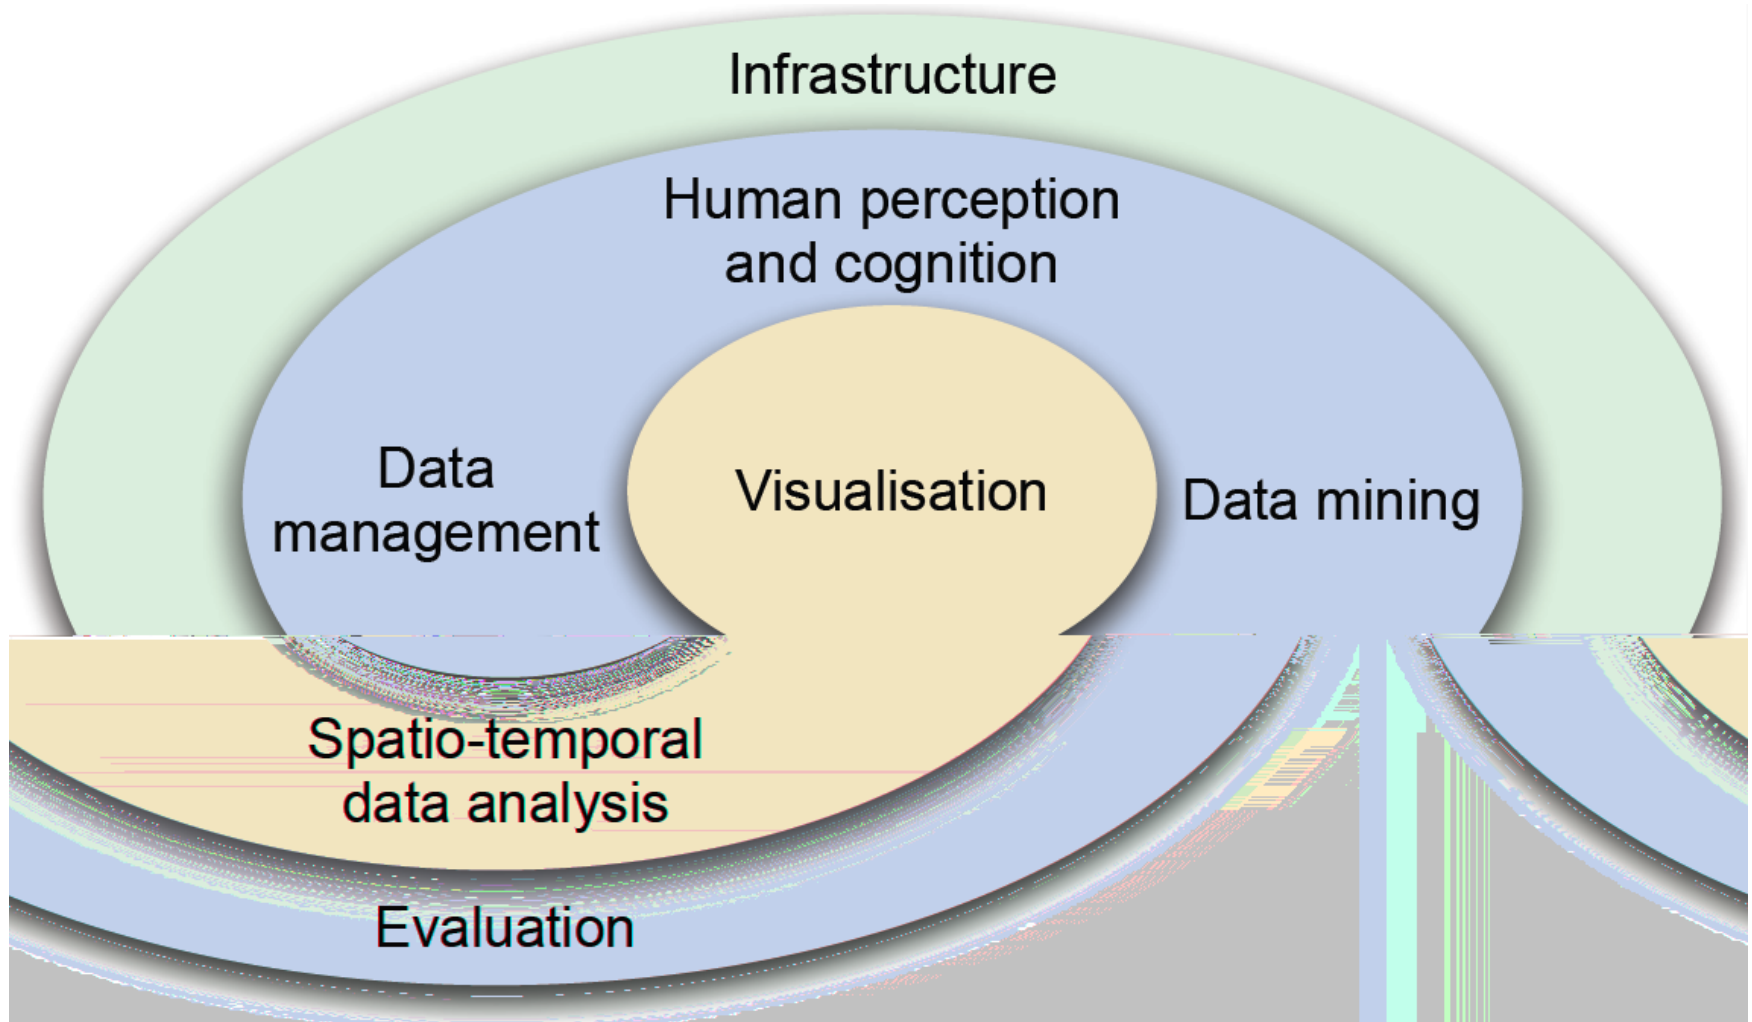 Infrastructure
Human perception
and cognition
Data
management
Visualisation
Data mining
Spatio-temporal
data analysis
Evaluation